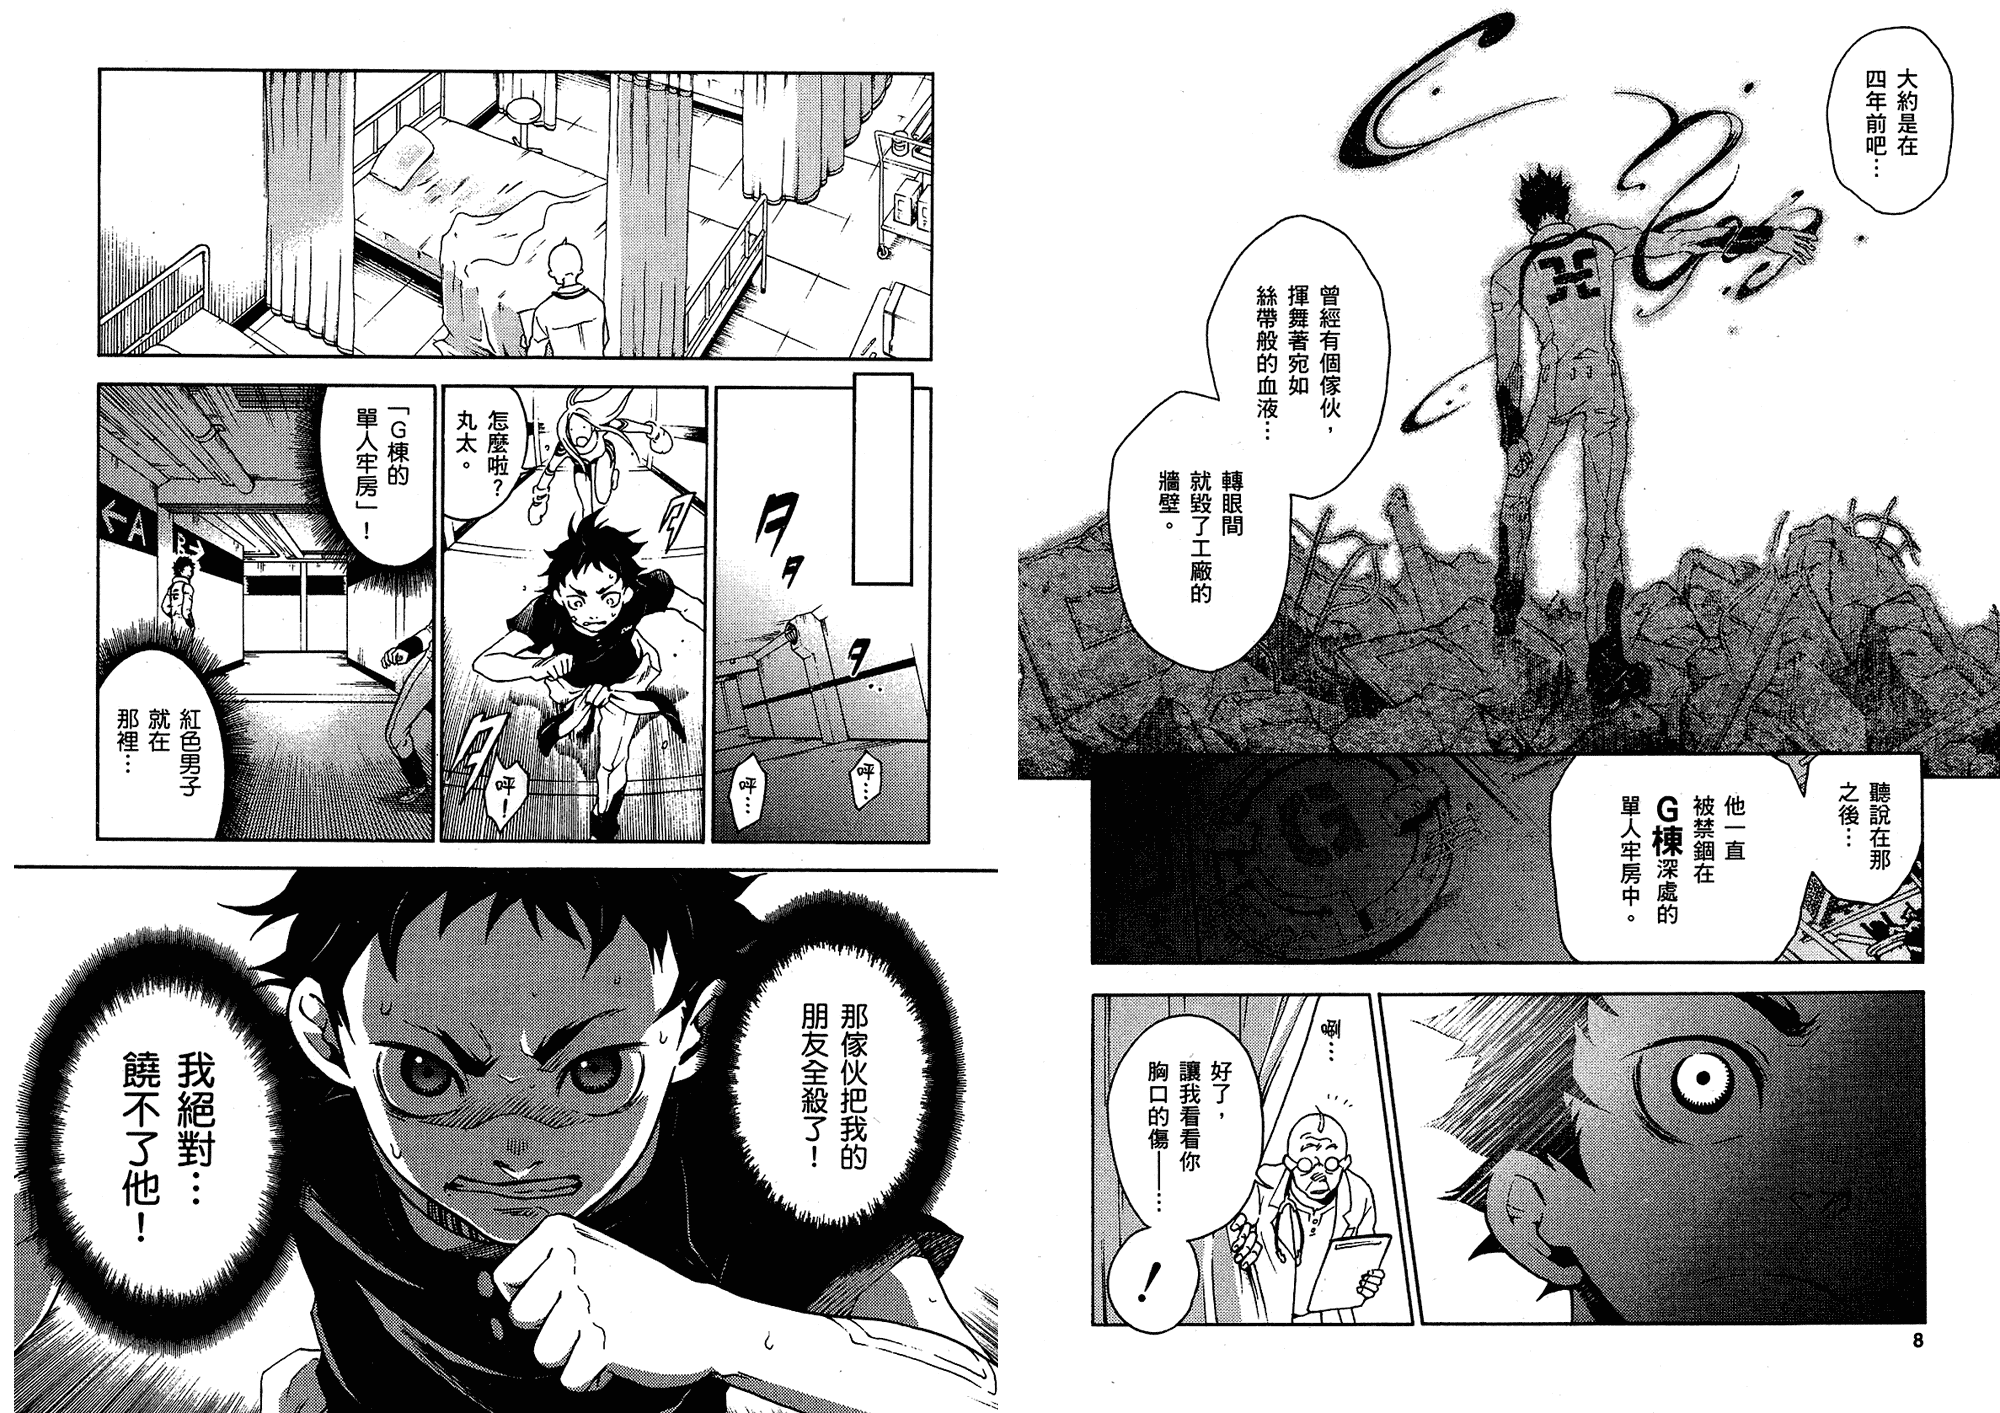 大約是在
四年前吧…
曾經有個傢伙，
揮舞著宛如
絲帶般的血液…
轉眼間
就毀了工廠的
牆壁。
聽說在那
之後…
他一直
被禁錮在
G棟深處的
單人牢房中。
G
唰…
好了，
讓我看看你
胸口的傷——…
！
8
タ
タ
タ
呼…
呼…
怎麼啦？
丸太。
タ
タ
呼！
「G棟的
單人牢房」！
←A
B→
紅色男子
就在
那裡…
那傢伙把我的
朋友全殺了！
我絕對…
饒不了他！